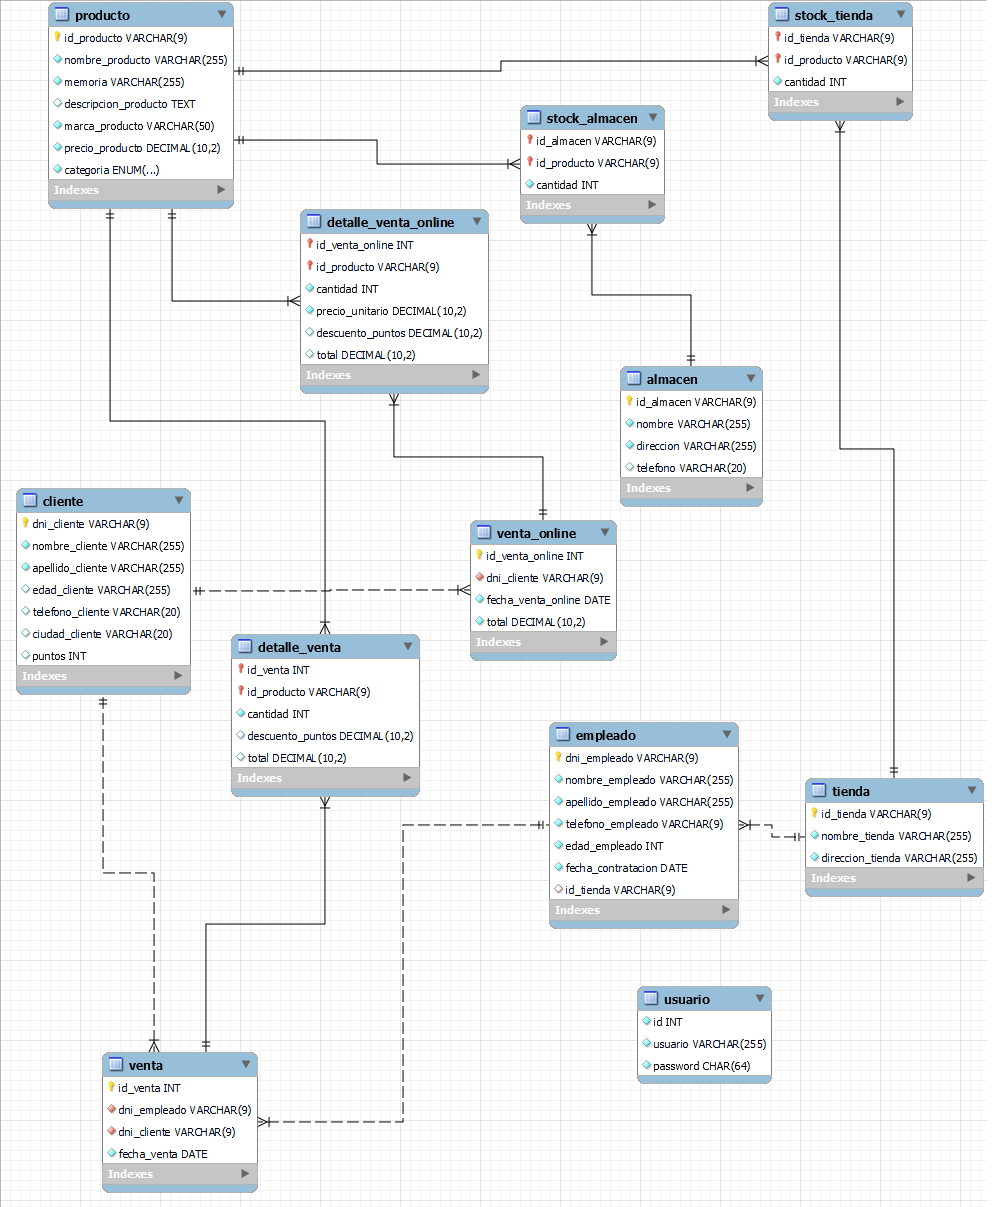 producto
id_producto VARCHAR(9)
nombre_producto VARCHAR(255)
memoria VARCHAR(255)
descripcion_producto TEXT
marca_producto VARCHAR(50)
precio_producto DECIMAL(10,2)
categoria ENUM(...)
Indexes
stock_tienda
id_tienda VARCHAR(9)
id_producto VARCHAR(9)
cantidad INT
Indexes
stock_almacen
id_almacen VARCHAR(9)
id_producto VARCHAR(9)
cantidad INT
Indexes
detalle_venta_online
id_venta_online INT
id_producto VARCHAR(9)
cantidad INT
precio_unitario DECIMAL(10,2)
descuento_puntos DECIMAL(10,2)
total DECIMAL(10,2)
Indexes
almacen
id_almacen VARCHAR(9)
nombre VARCHAR(255)
direccion VARCHAR(255)
telefono VARCHAR(20)
Indexes
cliente
dni_cliente VARCHAR(9)
nombre_cliente VARCHAR(255)
apellido_cliente VARCHAR(255)
edad_cliente VARCHAR(255)
telefono_cliente VARCHAR(20)
ciudad_cliente VARCHAR(20)
puntos INT
Indexes
venta_online
id_venta_online INT
dni_cliente VARCHAR(9)
fecha_venta_online DATE
total DECIMAL(10,2)
Indexes
detalle_venta
id_venta INT
id_producto VARCHAR(9)
cantidad INT
descuento_puntos DECIMAL(10,2)
total DECIMAL(10,2)
Indexes
empleado
dni_empleado VARCHAR(9)
nombre_empleado VARCHAR(255)
apellido_empleado VARCHAR(255)
telefono_empleado VARCHAR(9)
edad_empleado INT
fecha_contratacion DATE
id_tienda VARCHAR(9)
Indexes
tienda
id_tienda VARCHAR(9)
nombre_tienda VARCHAR(255)
direccion_tienda VARCHAR(255)
Indexes
usuario
id INT
usuario VARCHAR(255)
password CHAR(64)
venta
id_venta INT
dni_empleado VARCHAR(9)
dni_cliente VARCHAR(9)
fecha_venta DATE
Indexes